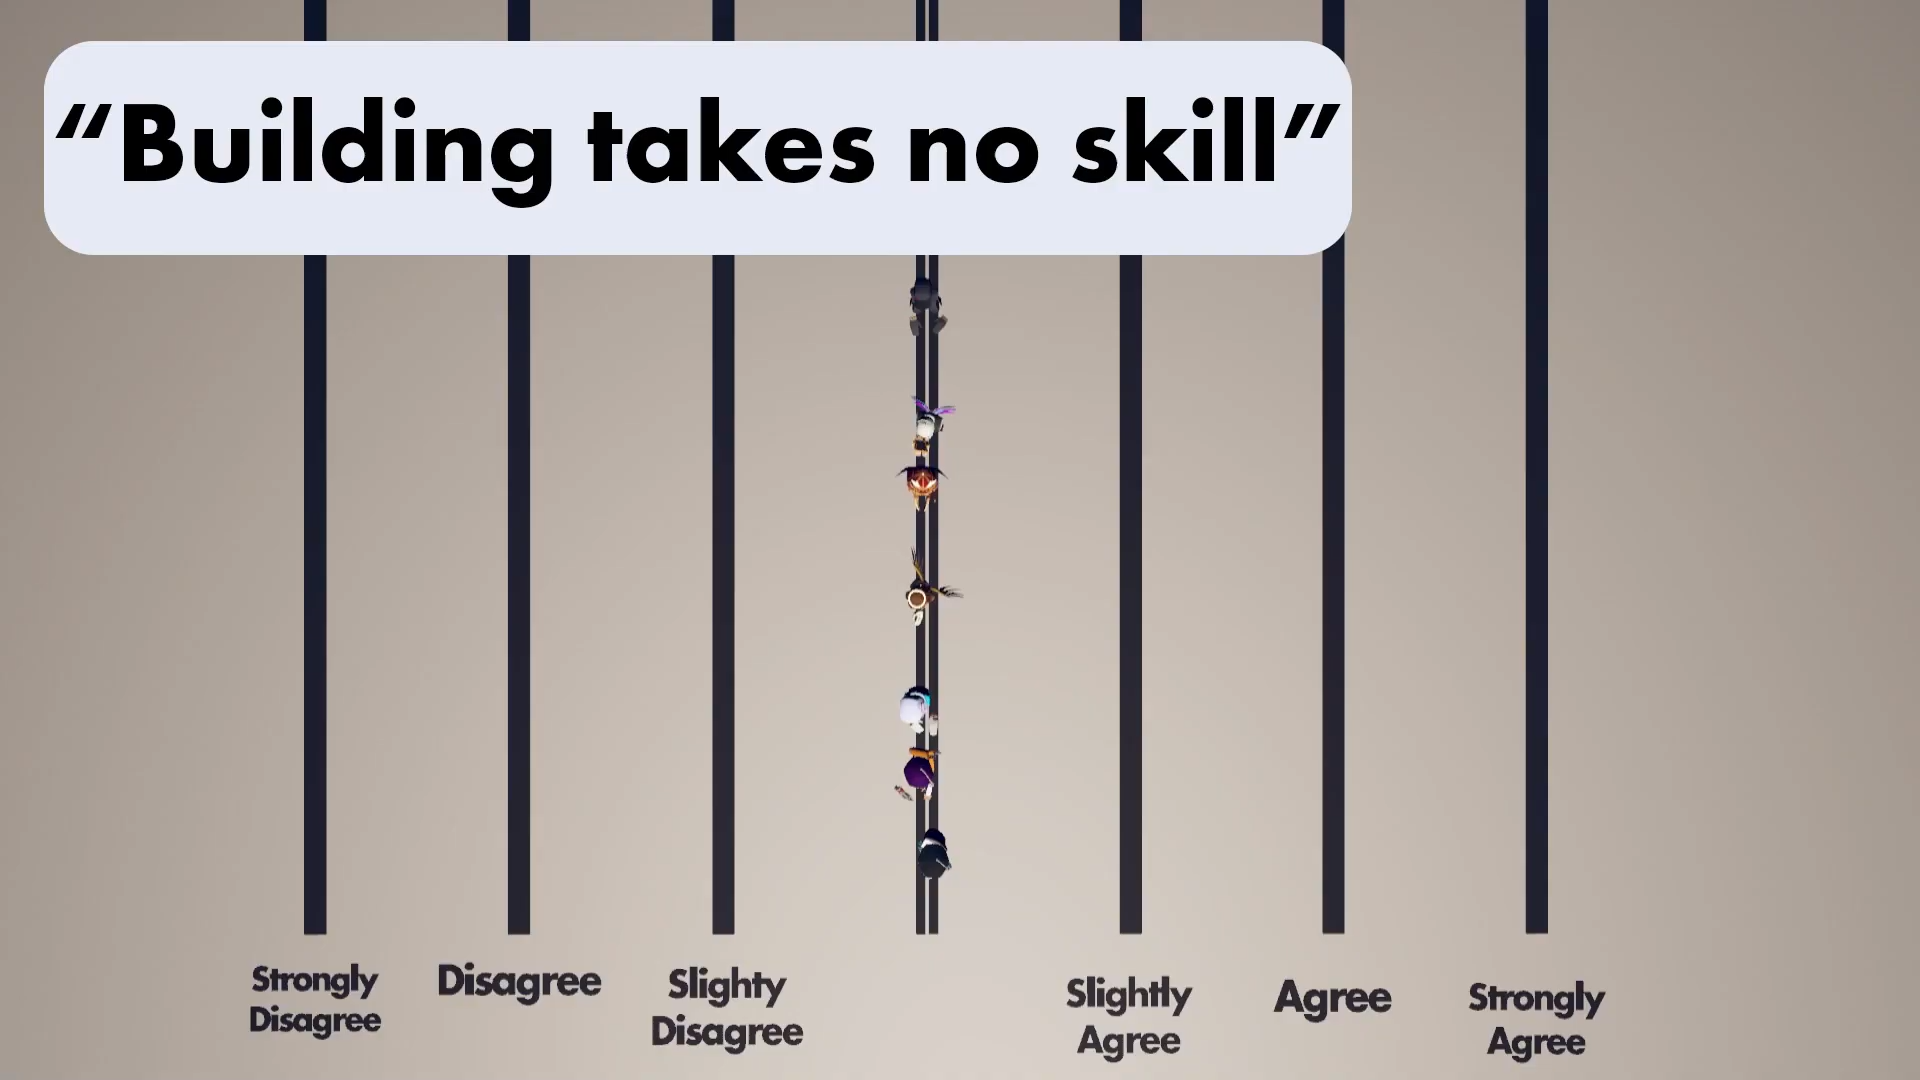 “Building takes no skill”
Strongly
Disagree
Disagree
Slighty
Disagree
Slightly
Agree
Agree
Strongly
Agree